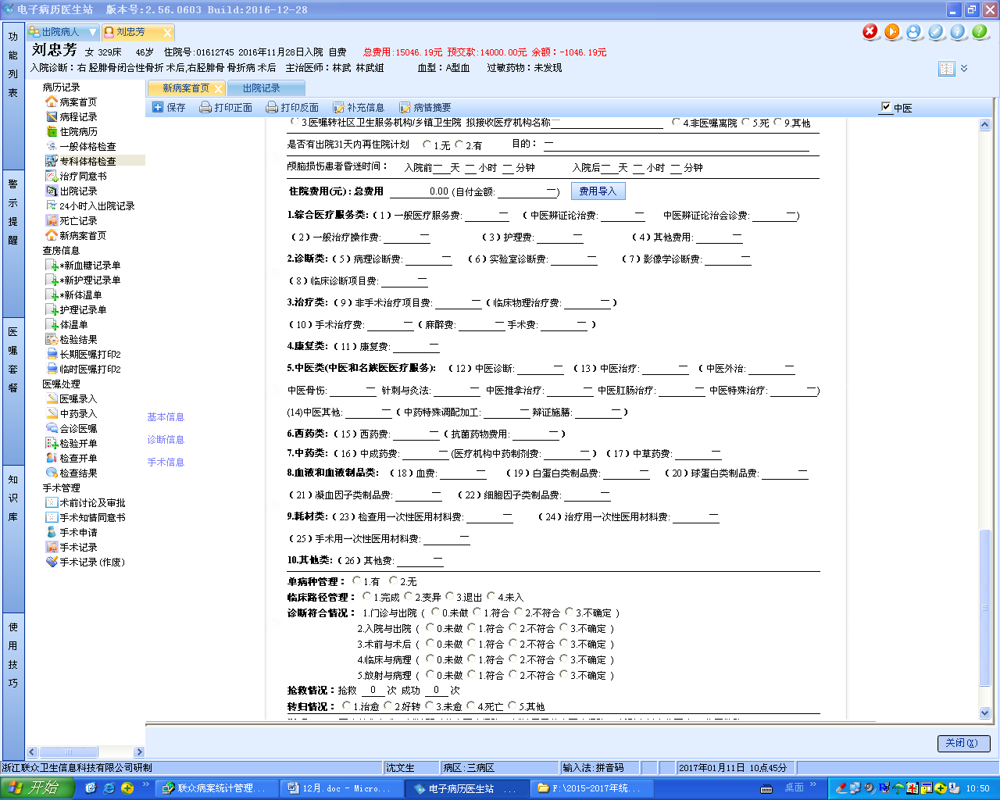 电子病历医生站 版本号:2.56.0603 Build:2016-12-28
功能列表
警示提醒
医嘱套餐
知识库
使用技巧
出院病人
刘忠芳
刘忠芳 女 329床 46岁 住院号:01612745 2016年11月28日入院 自费 总费用:15046.19元 预交款:14000.00元 余额:-1046.19元
入院诊断:右 胫腓骨闭合性骨折 术后,右胫腓骨 骨折病 术后 主治医师:林武 林武组 血型:A型血 过敏药物:未发现
病历记录
病案首页
病程记录
住院病历
一般体格检查
专科体格检查
治疗同意书
出院记录
24小时入出院记录
死亡记录
新病案首页
查房信息
*新血糖记录单
*新护理记录单
*新体温单
护理记录单
体温单
检验结果
长期医嘱打印2
临时医嘱打印2
医嘱处理
医嘱录入
中药录入
会诊医嘱
检验开单
检查开单
检查结果
手术管理
术前讨论及审批
手术知情同意书
手术申请
手术记录
手术记录(作废)
新病案首页 出院记录
保存 打印正面 打印反面 补充信息 病情摘要 中医
基本信息
诊断信息
手术信息
3.医嘱转社区卫生服务机构/乡镇卫生院 拟接收医疗机构名称 一 4.非医嘱离院 5.死 9.其他
是否有出院31天内再住院计划 1.无 2.有 目的: 一
颅脑损伤患者昏迷时间: 入院前 一 天 一 小时 一 分钟 入院后 一 天 一 小时 一 分钟
住院费用(元):总费用 0.00 (自付金额: 一) 费用导入
1.综合医疗服务类:(1)一般医疗服务费: 一 (中医辨证论治费: 一 中医辨证论治会诊费: 一)
(2)一般治疗操作费: 一 (3)护理费: 一 (4)其他费用: 一
2.诊断类:(5)病理诊断费: 一 (6)实验室诊断费: 一 (7)影像学诊断费: 一
(8)临床诊断项目费: 一
3.治疗类:(9)非手术治疗项目费: 一 (临床物理治疗费: 一)
(10)手术治疗费: 一 (麻醉费: 一 手术费: 一)
4.康复类:(11)康复费: 一
5.中医类(中医和名族医医疗服务): (12)中医诊断: 一 (13)中医治疗: 一 (中医外治: 一
中医骨伤: 一 针刺与灸法: 一 中医推拿治疗: 一 中医肛肠治疗: 一 中医特殊治疗: 一)
(14)中医其他: 一 (中药特殊调配加工: 一 辩证施膳: 一)
6.西药类:(15)西药费: 一 (抗菌药物费用: 一)
7.中药类:(16)中成药费: 一 (医疗机构中药制剂费: 一) (17)中草药费: 一
8.血液和血液制品类: (18)血费: 一 (19)白蛋白类制品费: 一 (20)球蛋白类制品费: 一
(21)凝血因子类制品费: 一 (22)细胞因子类制品费: 一
9.耗材类:(23)检查用一次性医用材料费: 一 (24)治疗用一次性医用材料费: 一
(25)手术用一次性医用材料费: 一
10.其他类:(26)其他费: 一
单病种管理: 1.有 2.无
临床路径管理: 1.完成 2.变异 3.退出 4.未入
诊断符合情况: 1.门诊与出院 ( 0.未做 1.符合 2.不符合 3.不确定 )
2.入院与出院 ( 0.未做 1.符合 2.不符合 3.不确定 )
3.术前与术后 ( 0.未做 1.符合 2.不符合 3.不确定 )
4.临床与病理 ( 0.未做 1.符合 2.不符合 3.不确定 )
5.放射与病理 ( 0.未做 1.符合 2.不符合 3.不确定 )
抢救情况:抢救 0 次 成功 0 次
转归情况: 1.治愈 2.好转 3.未愈 4.死亡 5.其他
关闭(X)
浙江联众卫生信息科技有限公司研制 沈文生 病区:三病区 输入法:拼音码 2017年01月11日 10点45分
开始 联众病案统计管理... 12月.doc - Micro... 电子病历医生站 ... F:\2015-2017年统... 桌面 10:50